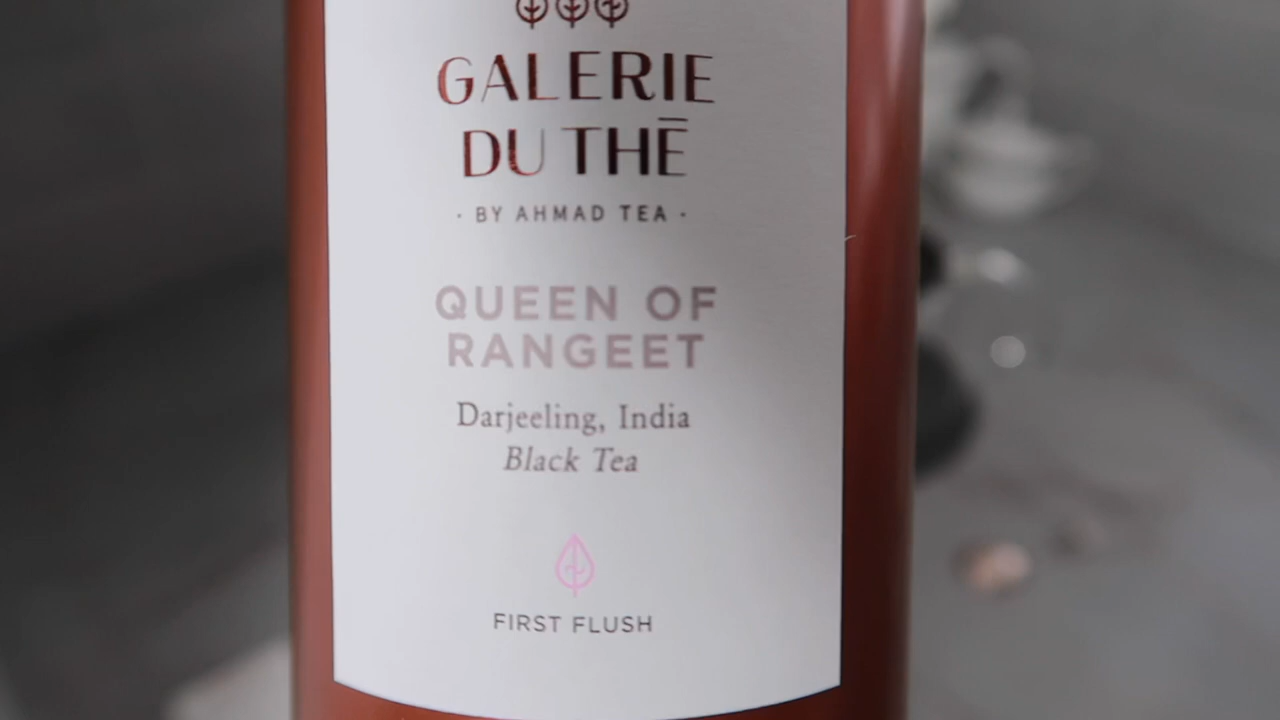 GALERIE
DU THĒ
· BY AHMAD TEA ·
QUEEN OF
RANGEET
Darjeeling, India
Black Tea
FIRST FLUSH